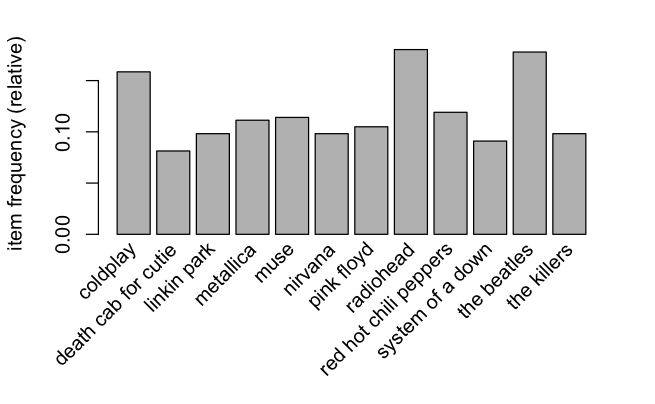 item frequency (relative)
0.10
0.00
coldplay
death cab for cutie
linkin park
metallica
muse
nirvana
pink floyd
radiohead
red hot chili peppers
system of a down
the beatles
the killers